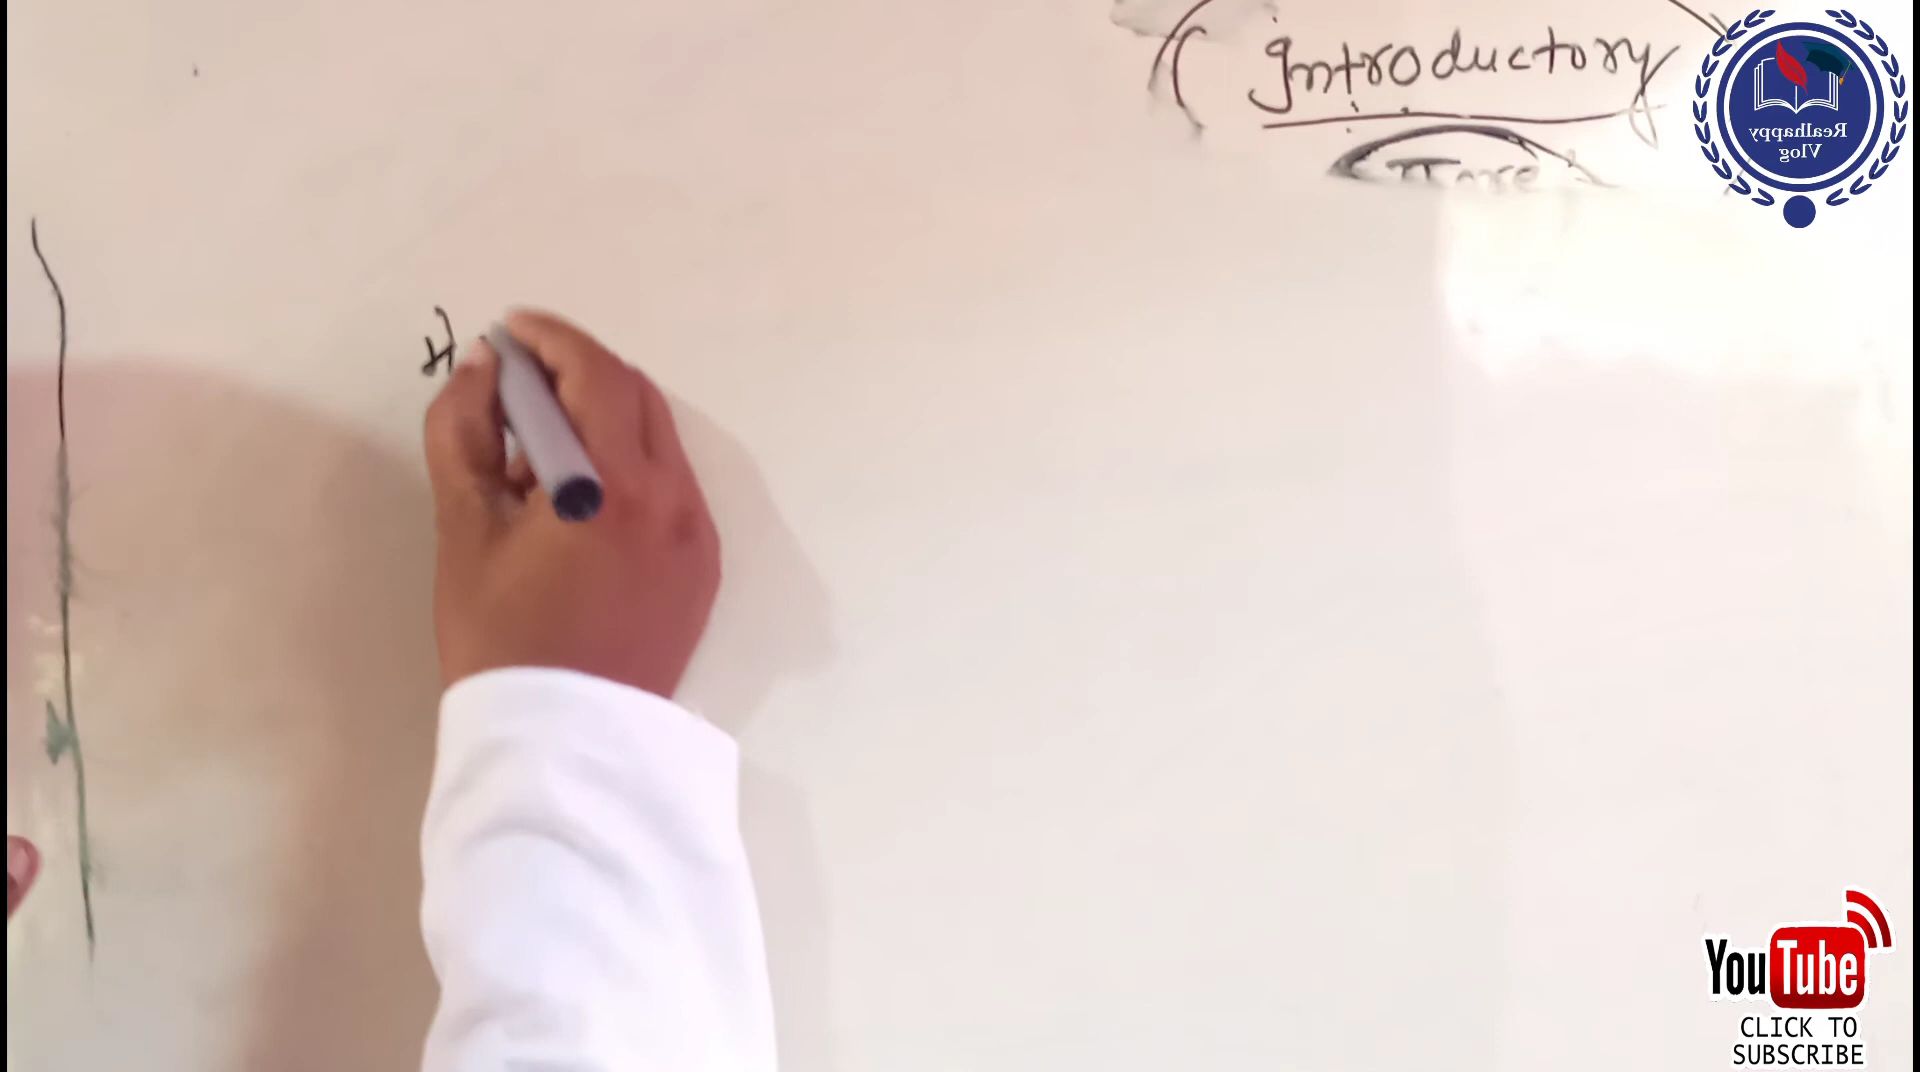 ( Introductory
Realhappy
Vlog
मे
YouTube
CLICK TO
SUBSCRIBE